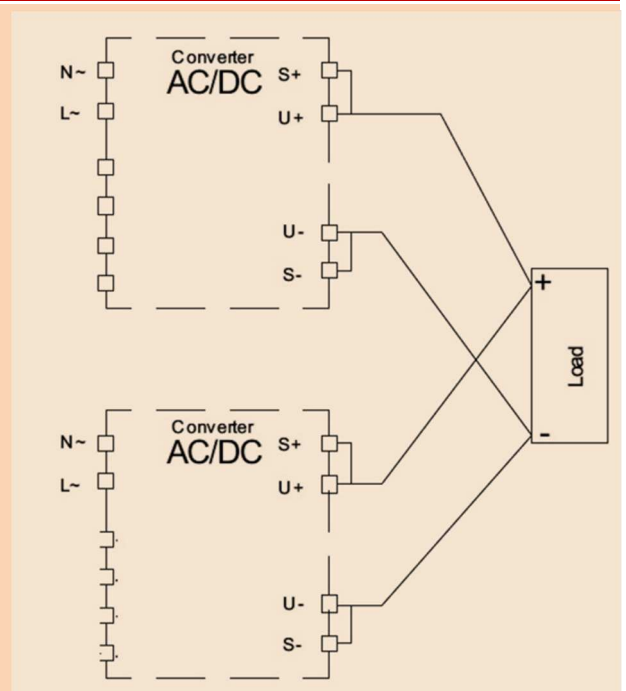 Converter
AC/DC
N~
S+
L~
U+
U-
S-
+
Load
-
Converter
AC/DC
N~
S+
L~
U+
U-
S-